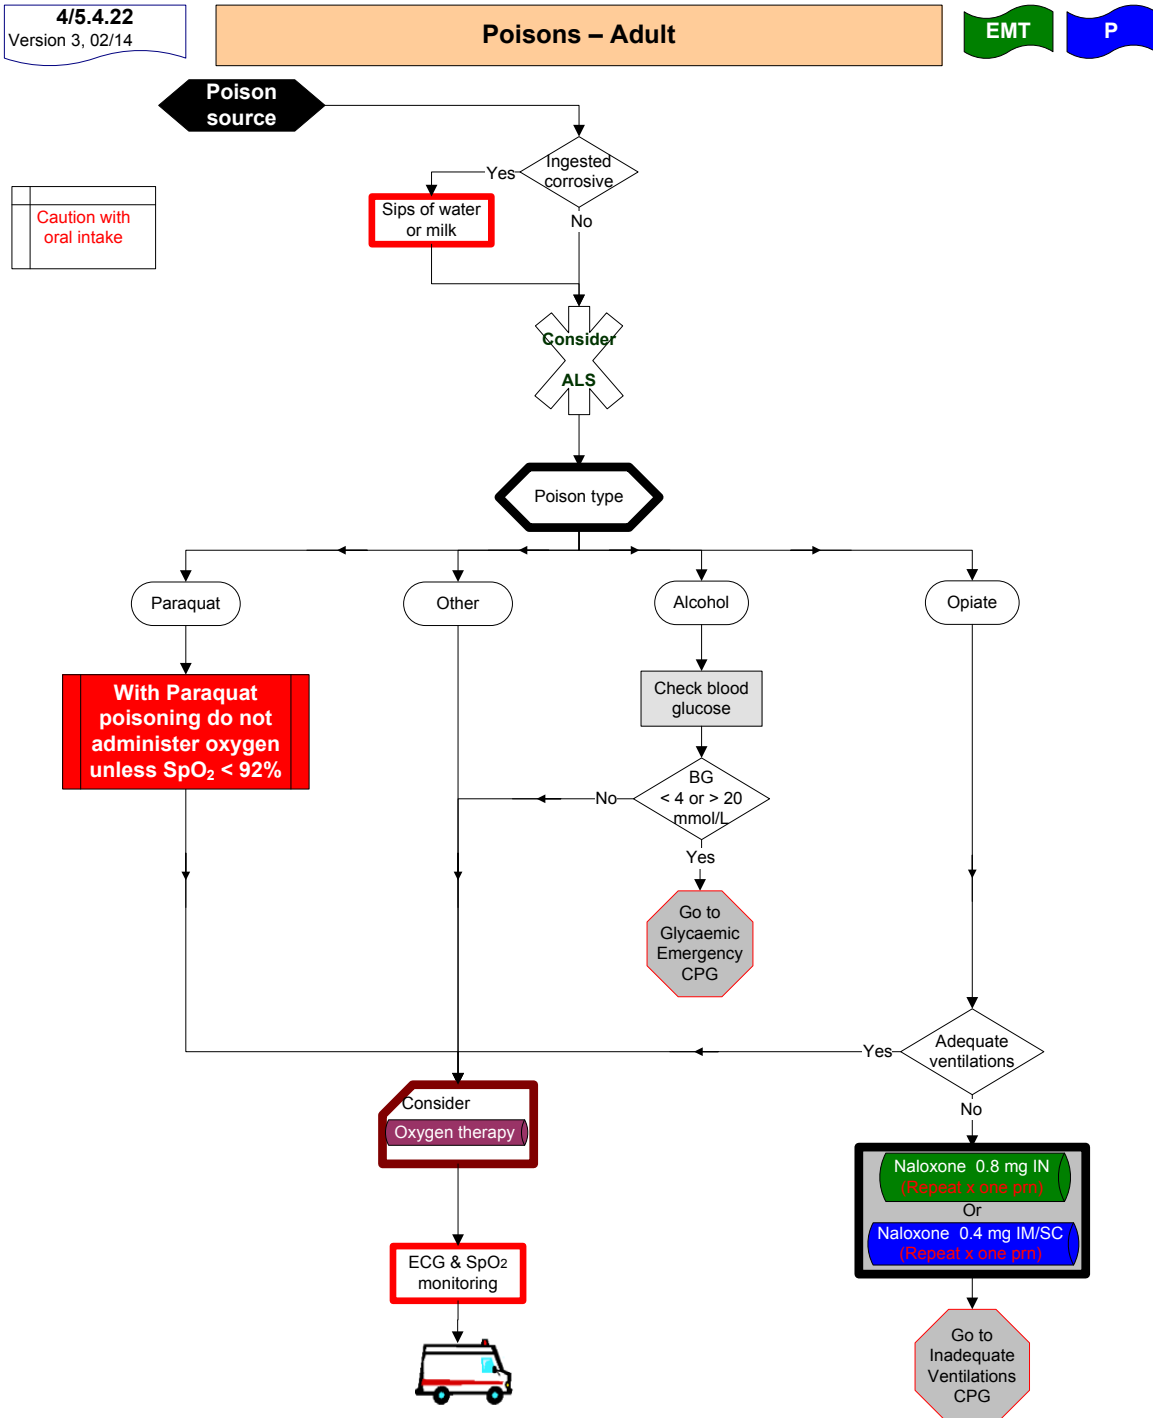 4/5.4.22
Version 3, 02/14
Poisons – Adult
EMT
P
Poison
source
Ingested
corrosive
Yes
No
Sips of water
or milk
Caution with
oral intake
Consider
ALS
Poison type
Paraquat
Other
Alcohol
Opiate
With Paraquat
poisoning do not
administer oxygen
unless SpO₂ < 92%
Check blood
glucose
BG
< 4 or > 20
mmol/L
No
Yes
Go to
Glycaemic
Emergency
CPG
Adequate
ventilations
Yes
No
Consider
Oxygen therapy
Naloxone 0.8 mg IN
(Repeat x one prn)
Or
Naloxone 0.4 mg IM/SC
(Repeat x one prn)
ECG & SpO2
monitoring
Go to
Inadequate
Ventilations
CPG